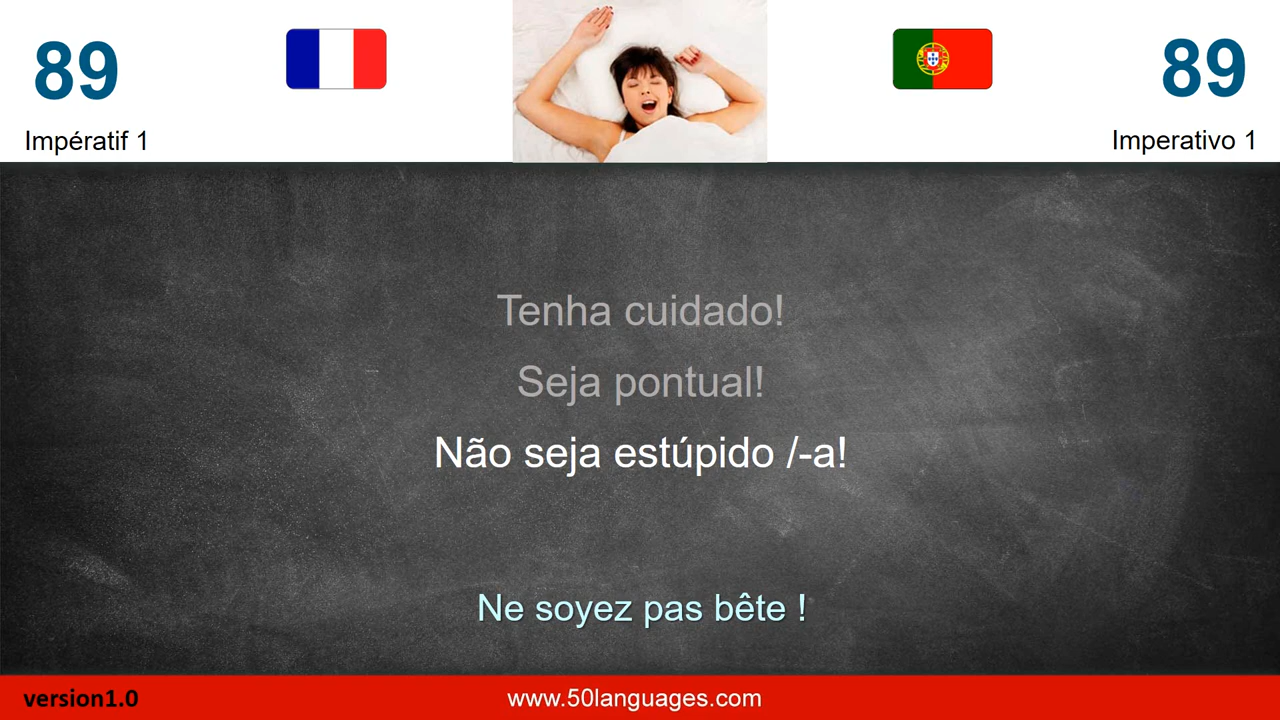 89
89
Impératif 1
Imperativo 1
Tenha cuidado!
Seja pontual!
Não seja estúpido /-a!
Ne soyez pas bête !
version1.0
www.50languages.com